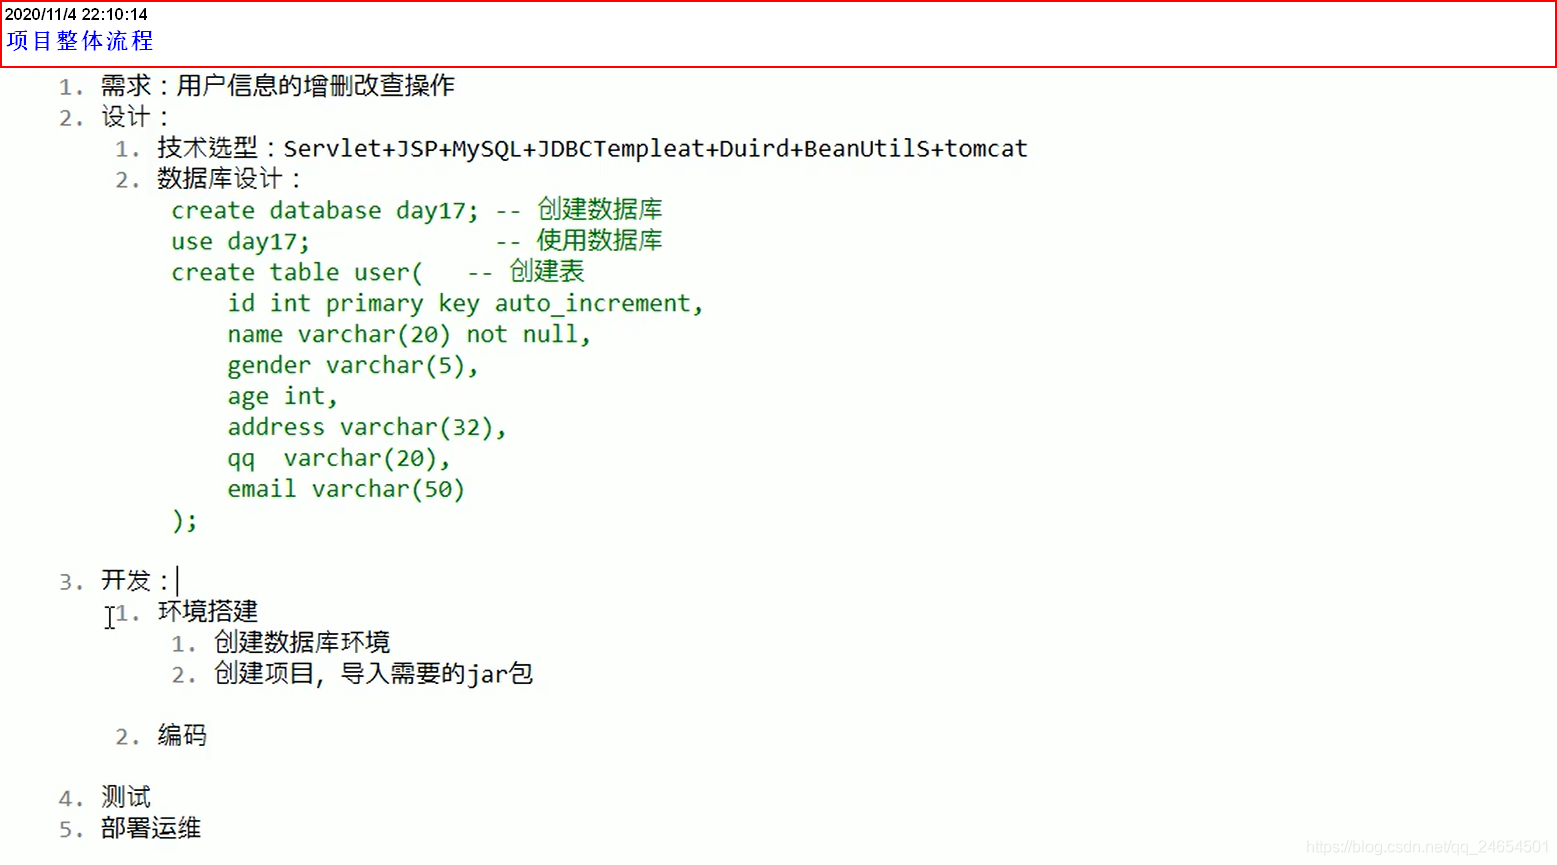 2020/11/4 22:10:14
项目整体流程
1. 需求：用户信息的增删改查操作
2. 设计：
1. 技术选型：Servlet+JSP+MySQL+JDBCTempleat+Duird+BeanUtilS+tomcat
2. 数据库设计：
create database day17; -- 创建数据库
use day17; -- 使用数据库
create table user( -- 创建表
id int primary key auto_increment,
name varchar(20) not null,
gender varchar(5),
age int,
address varchar(32),
qq varchar(20),
email varchar(50)
);
3. 开发：
1. 环境搭建
1. 创建数据库环境
2. 创建项目，导入需要的jar包
2. 编码
4. 测试
5. 部署运维
https://blog.csdn.net/qq_24654501